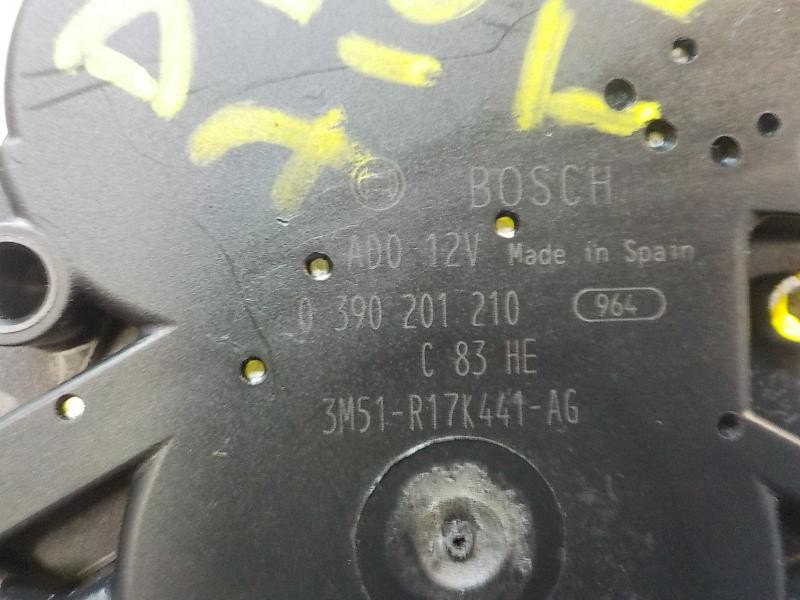 BOSCH
ADO 12V Made in Spain
0 390 201 210 964
C 83 HE
3M51-R17K441-AG